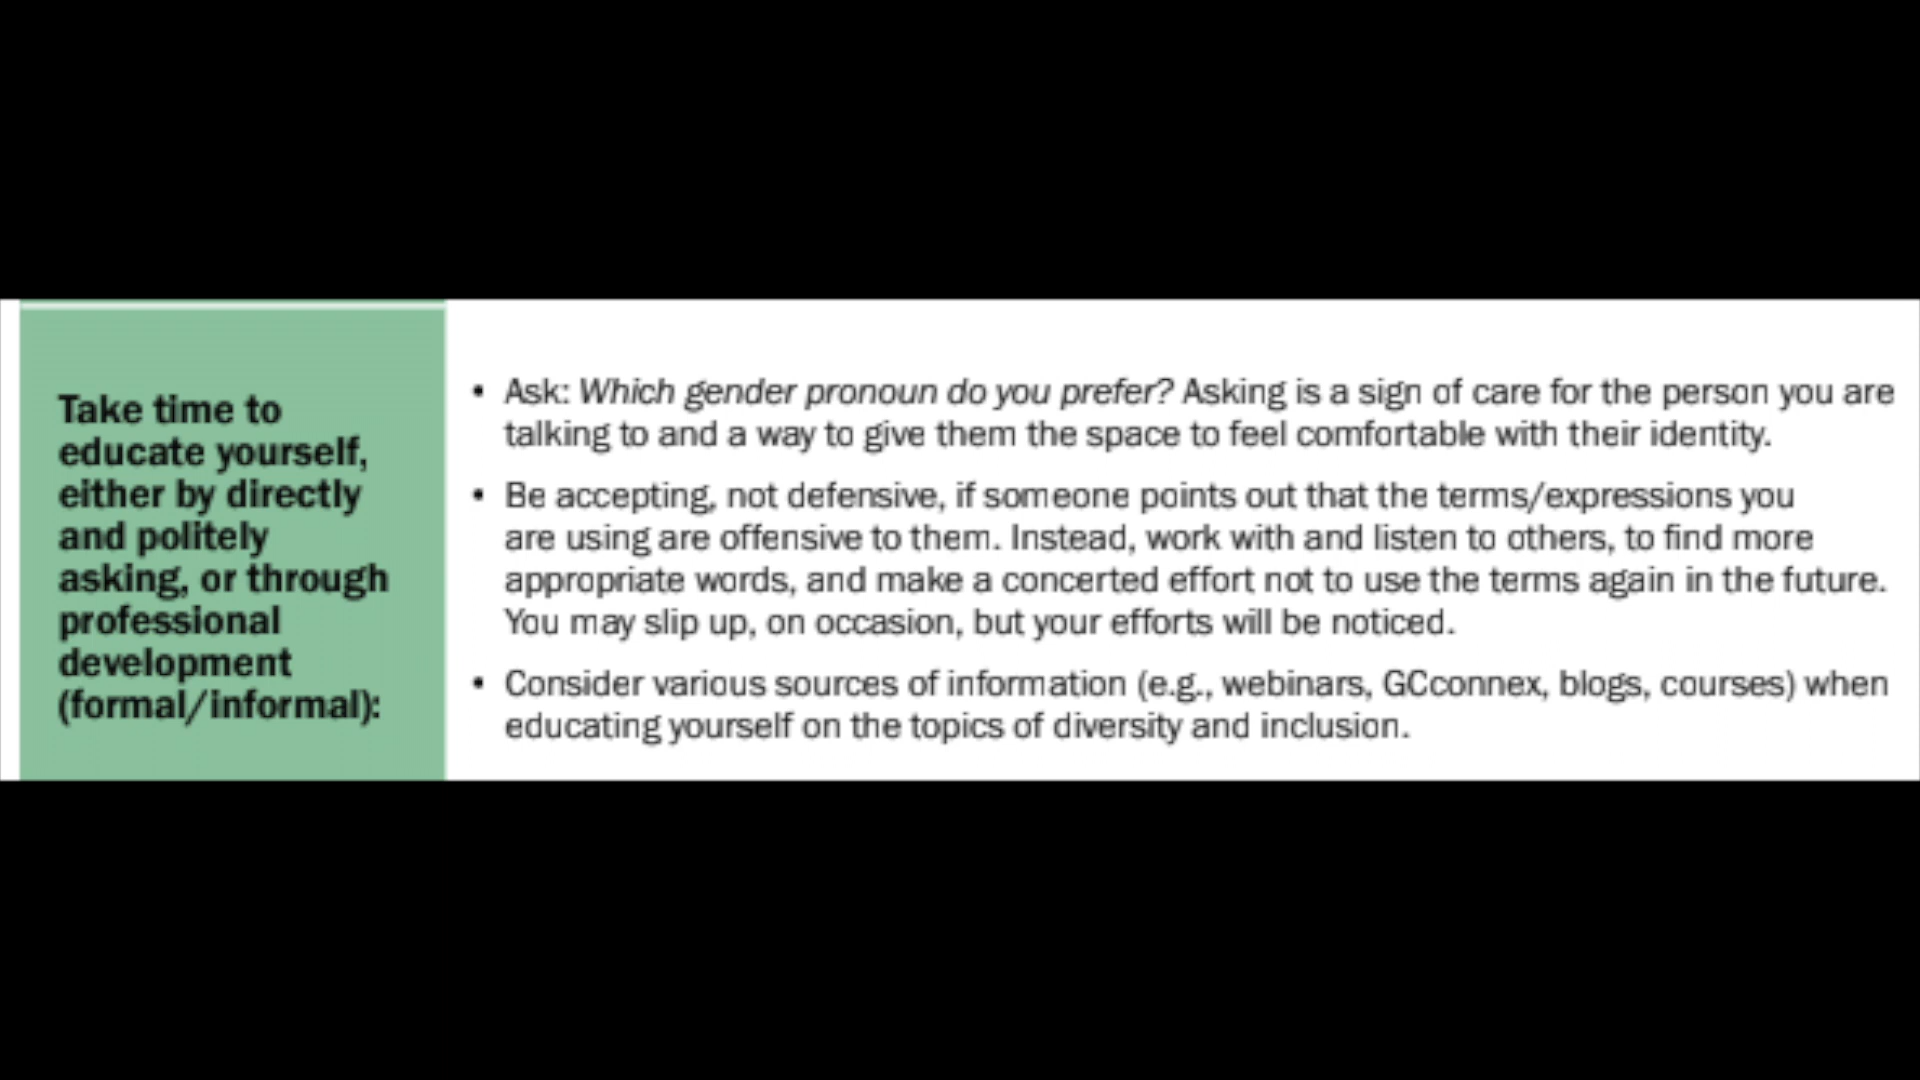 Take time to
educate yourself,
either by directly
and politely
asking, or through
professional
development
(formal/informal):
• Ask: Which gender pronoun do you prefer? Asking is a sign of care for the person you are
talking to and a way to give them the space to feel comfortable with their identity.
• Be accepting, not defensive, if someone points out that the terms/expressions you
are using are offensive to them. Instead, work with and listen to others, to find more
appropriate words, and make a concerted effort not to use the terms again in the future.
You may slip up, on occasion, but your efforts will be noticed.
• Consider various sources of information (e.g., webinars, GCconnex, blogs, courses) when
educating yourself on the topics of diversity and inclusion.